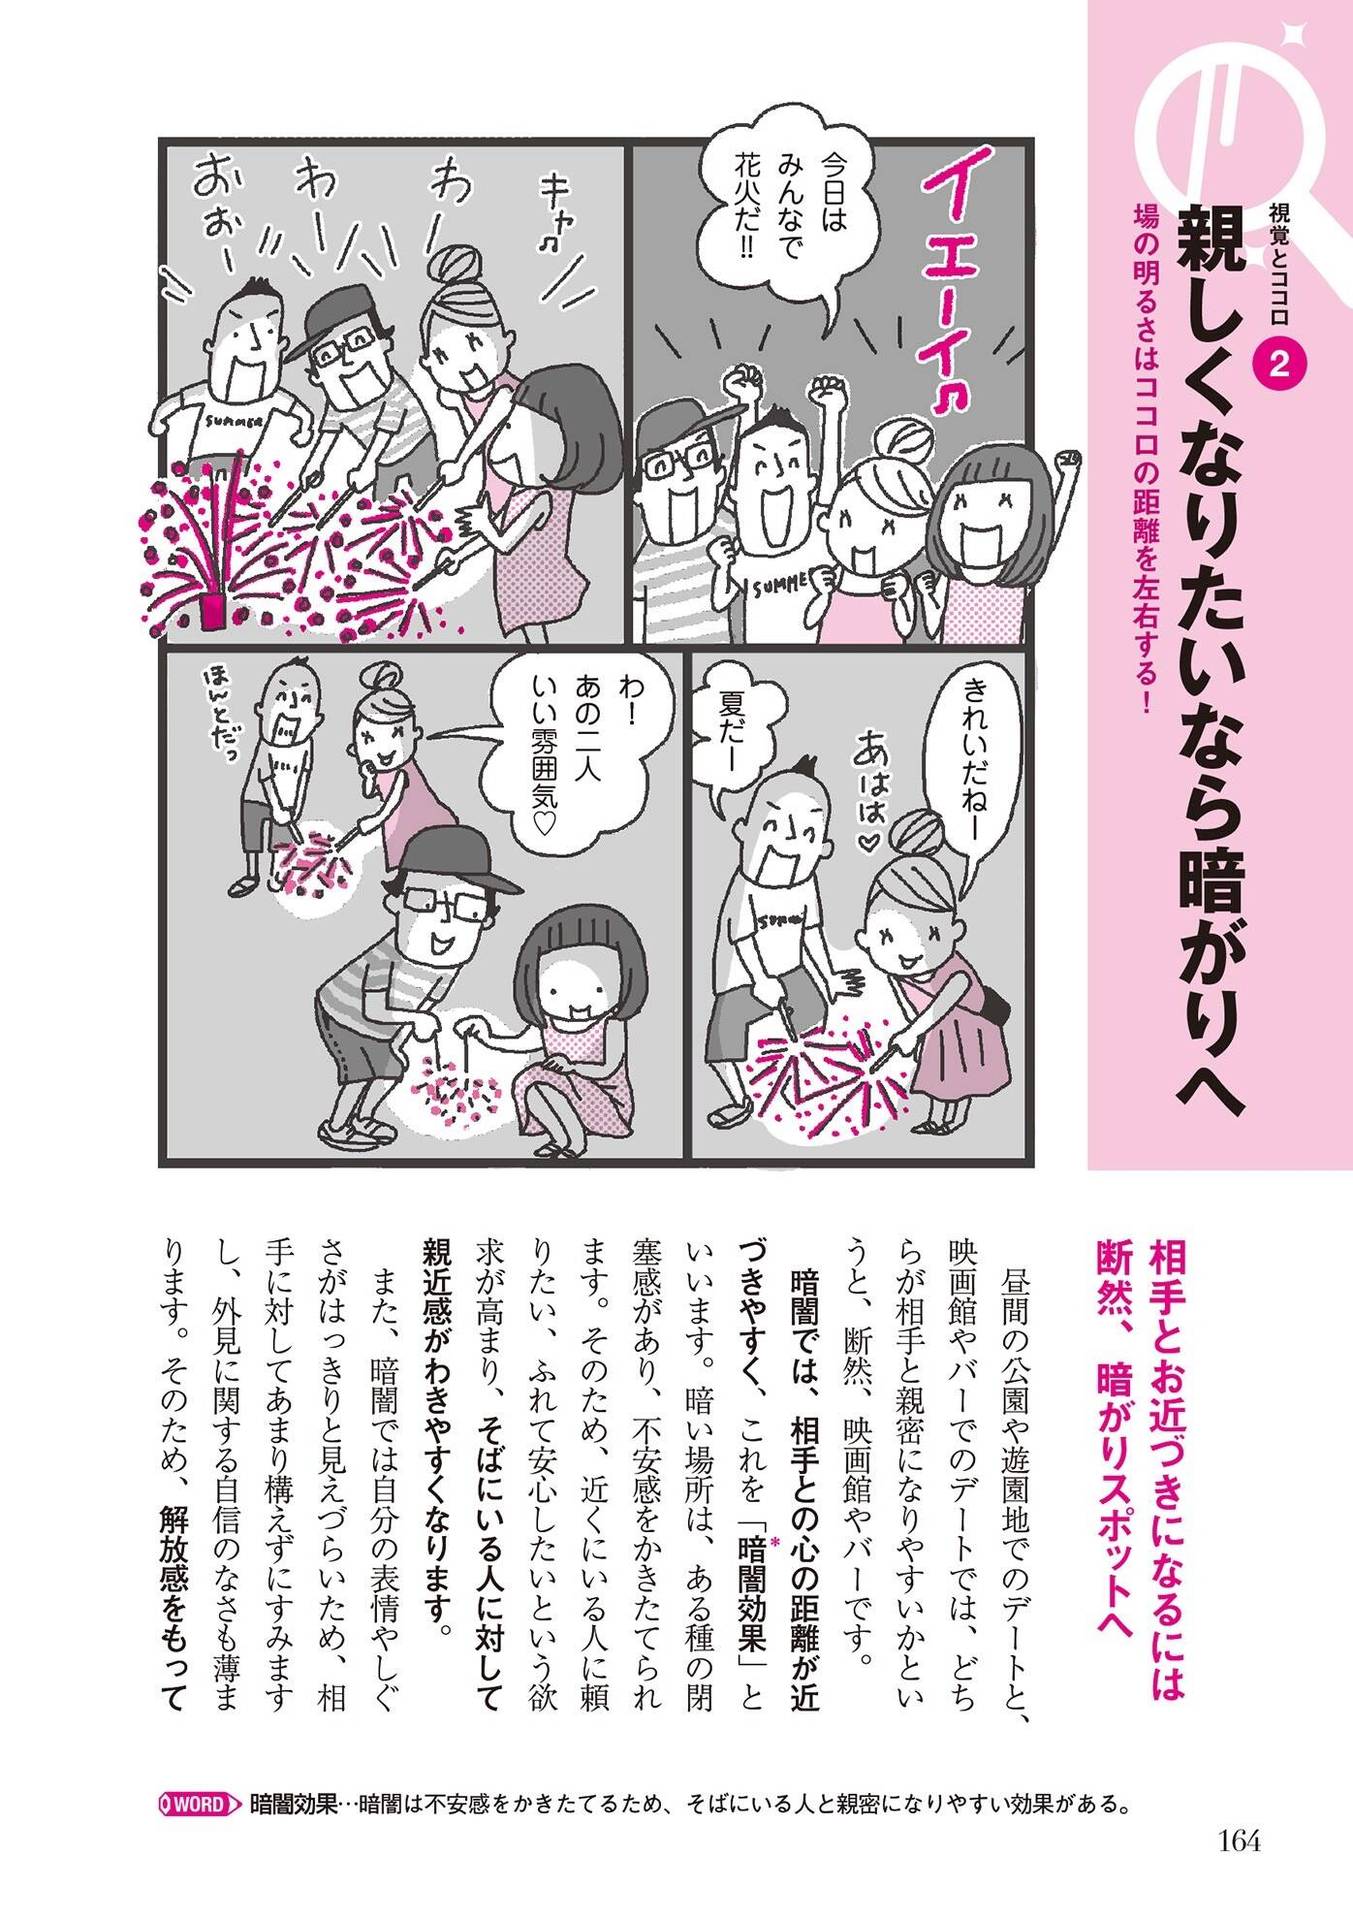 視覚とココロ
2
親しくなりたいなら暗がりへ
場の明るさはココロの距離を左右する！
イエーイ♫
今日は
みんなで
花火だ!!
SUMMER
キャ♫
わー
わー
おぉー
SUMMER
きれいだねー
あはは♡
夏だー
わ！
あの二人
いい雰囲気♡
ほんとだっ
相手とお近づきになるには
断然、暗がりスポットへ
昼間の公園や遊園地でのデートと、
映画館やバーでのデートでは、どち
らが相手と親密になりやすいかとい
うと、断然、映画館やバーです。
暗闇では、相手との心の距離が近
づきやすく、これを「暗闇効果*」と
いいます。暗い場所は、ある種の閉
塞感があり、不安感をかきたてられ
ます。そのため、近くにいる人に頼
りたい、ふれて安心したいという欲
求が高まり、そばにいる人に対して
親近感がわきやすくなります。
また、暗闇では自分の表情やしぐ
さがはっきりと見えづらいため、相
手に対してあまり構えずにすみます
し、外見に関する自信のなさも薄ま
ります。そのため、解放感をもって
WORD 暗闇効果…暗闇は不安感をかきたてるため、そばにいる人と親密になりやすい効果がある。
164